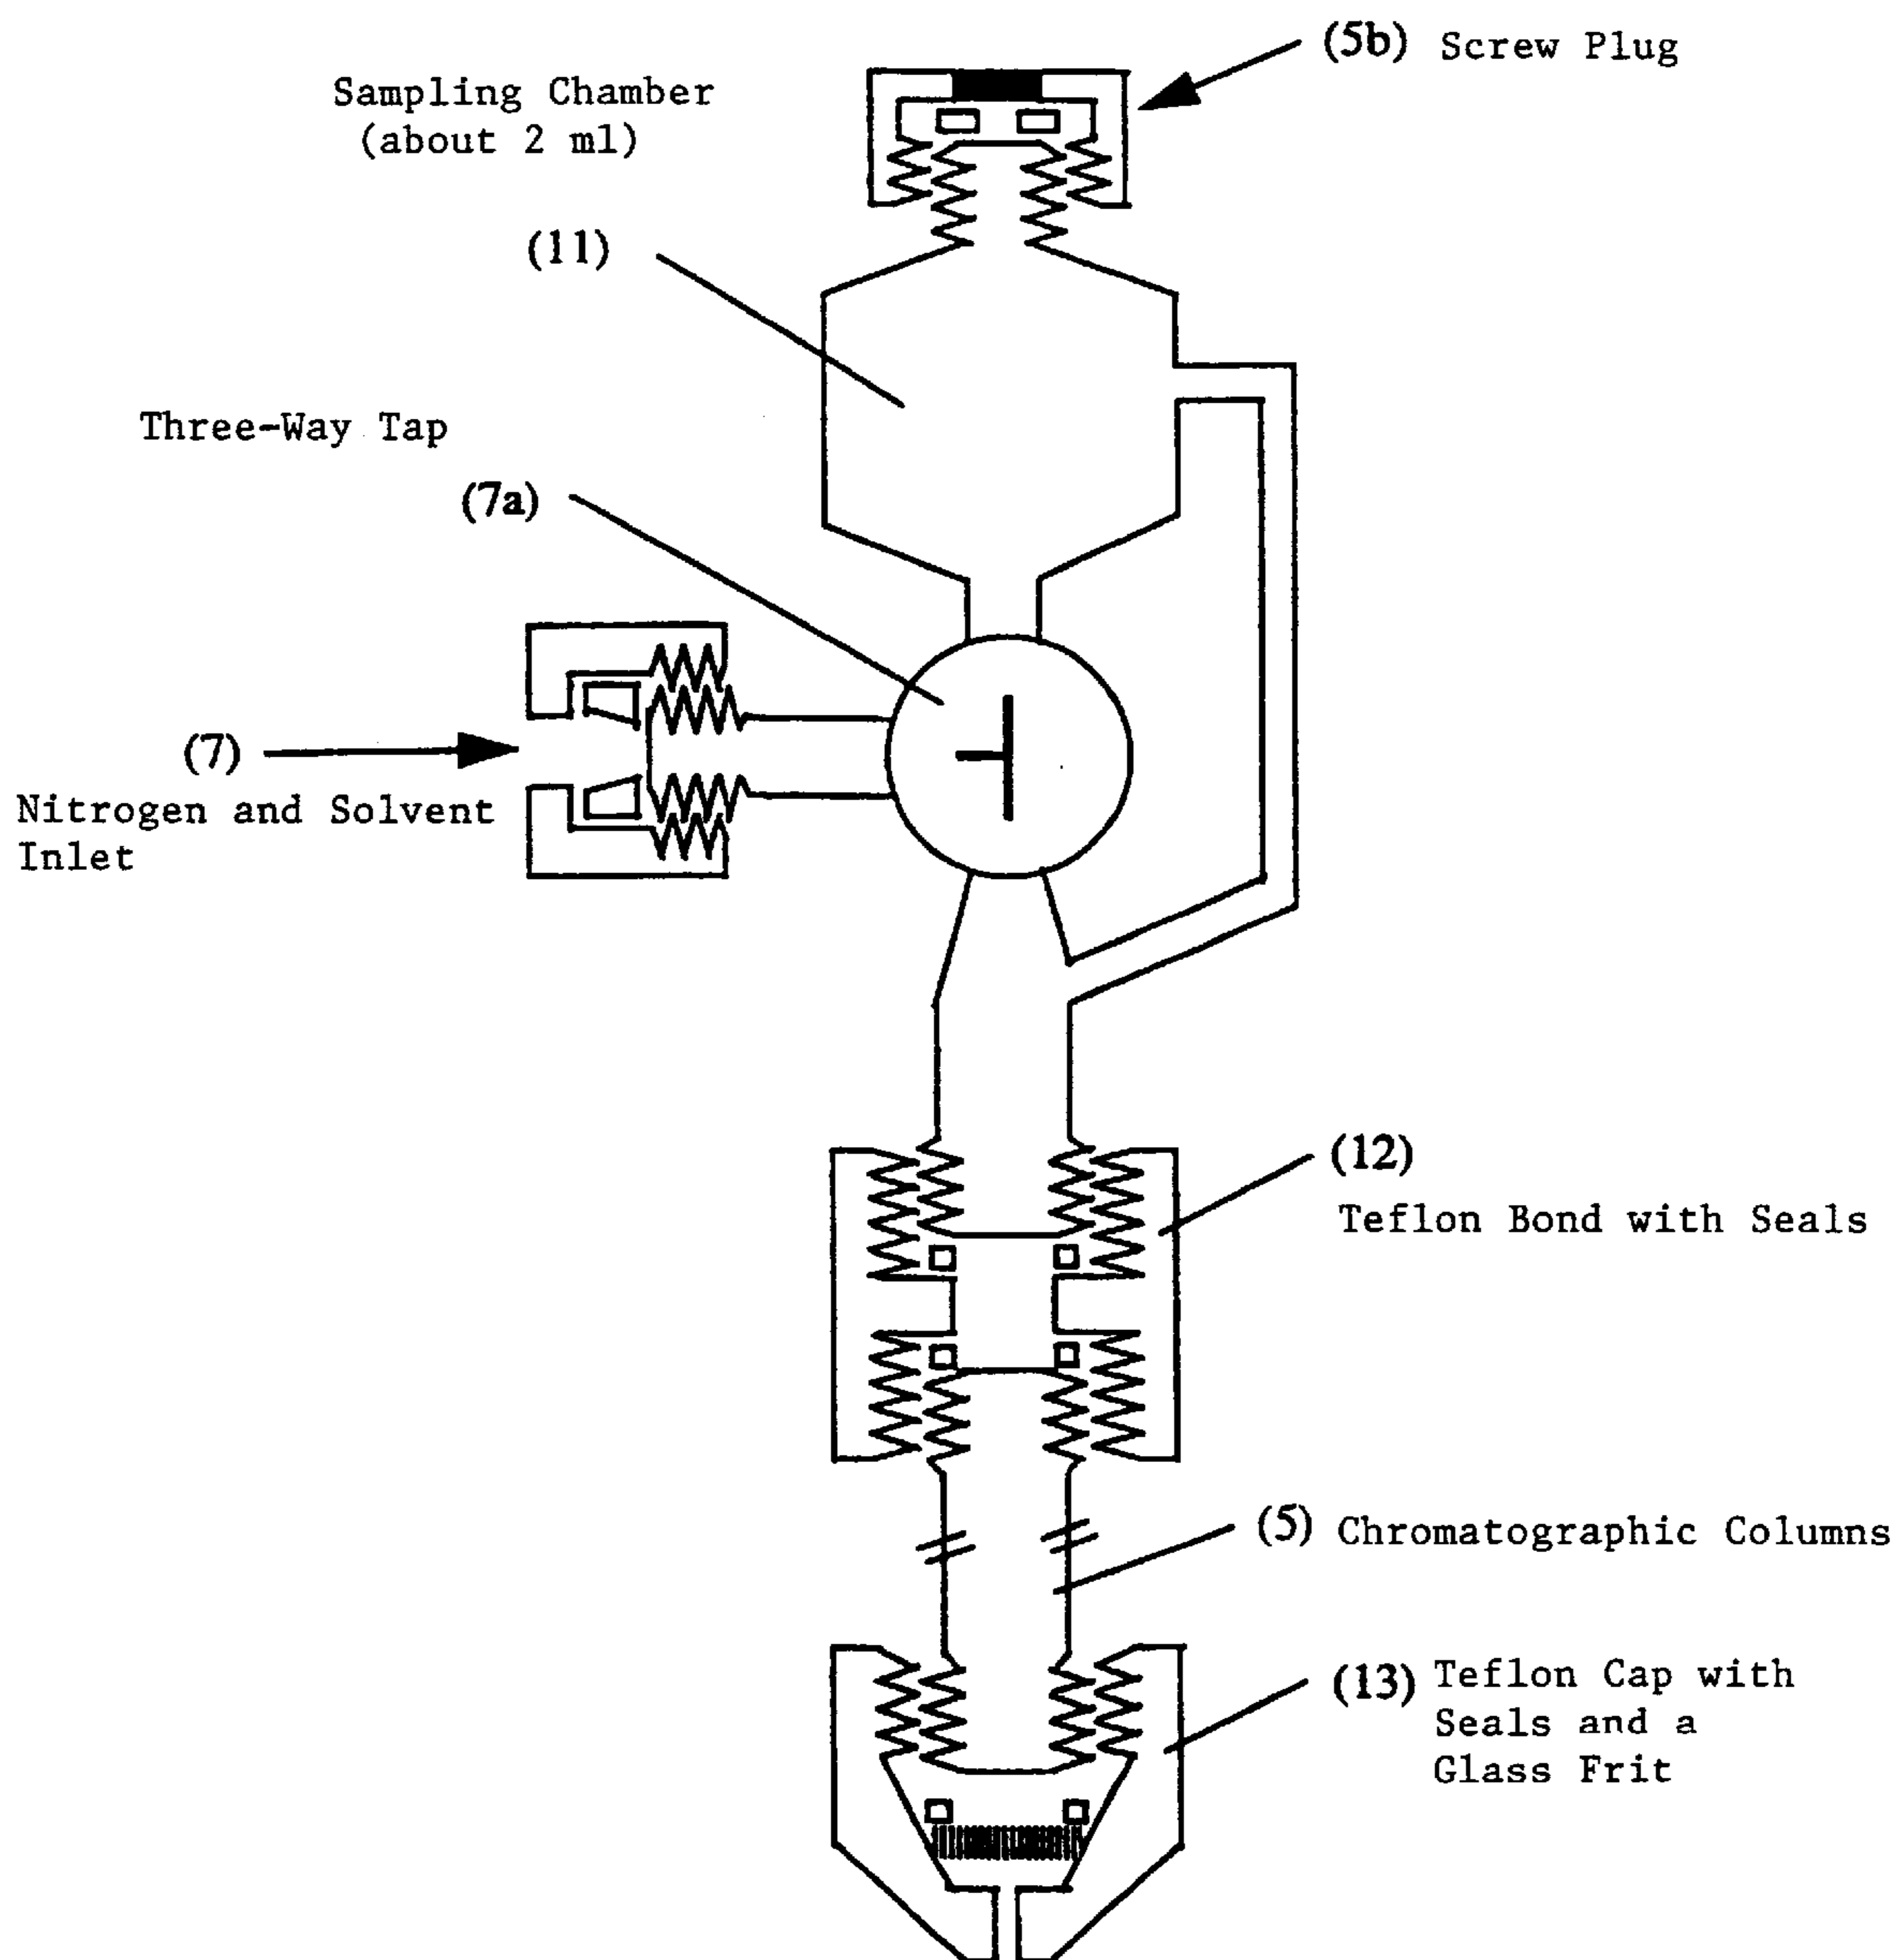 (5b) Screw Plug
Sampling Chamber
(about 2 ml)
(11)
Three-Way Tap
(7a)
(7)
Nitrogen and Solvent
Inlet
(12)
Teflon Bond with Seals
(5) Chromatographic Columns
(13) Teflon Cap with
Seals and a
Glass Frit